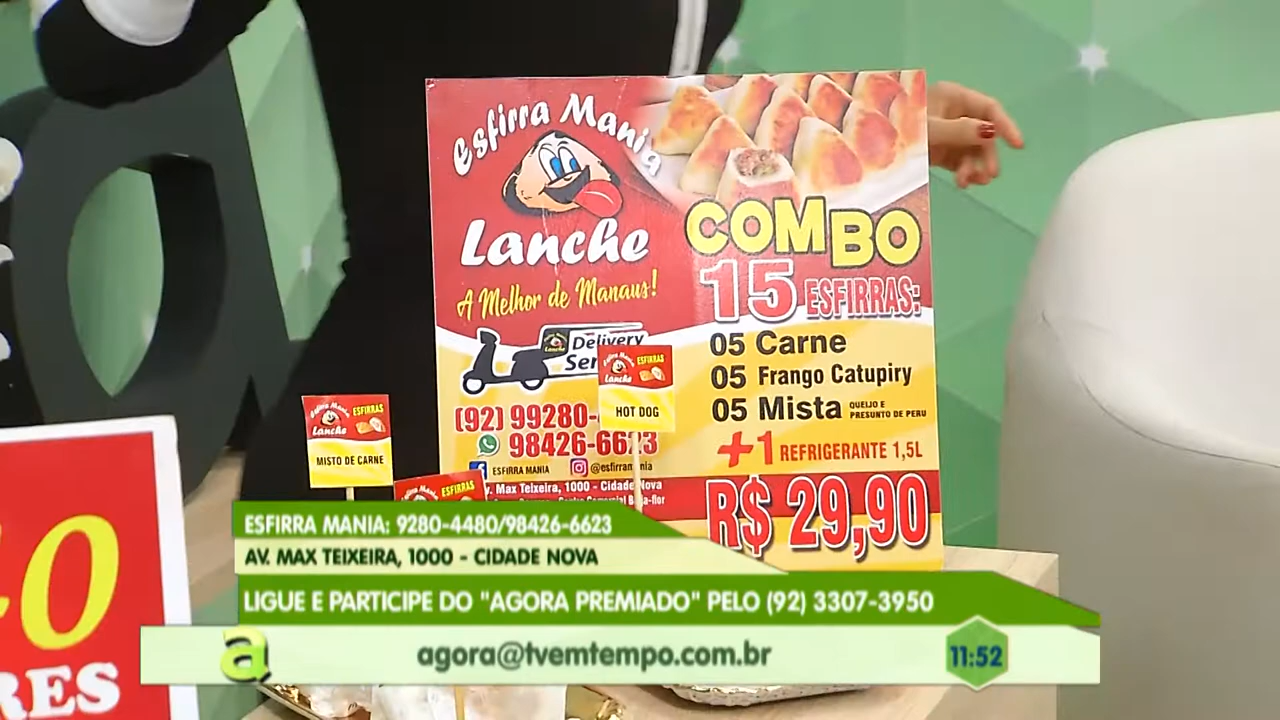 Esfirra Mania
Lanche
A Melhor de Manaus!
Delivery
(92) 99280-
98426-6623
ESFIRRA MANIA
COMBO
15 ESFIRRAS:
05 Carne
05 Frango Catupiry
05 Mista QUEIJO E PRESUNTO DE PERU
+1 REFRIGERANTE 1,5L
R$ 29,90
Max Teixeira, 1000 - Cidade Nova
Esfirra Mania ESFIRRAS
Lanche
HOT DOG
Esfirra Mania ESFIRRAS
Lanche
MISTO DE CARNE
ESFIRRAS
ESFIRRA MANIA: 9280-4480/98426-6623
AV. MAX TEIXEIRA, 1000 - CIDADE NOVA
LIGUE E PARTICIPE DO "AGORA PREMIADO" PELO (92) 3307-3950
a
agora@tvemtempo.com.br
11:52